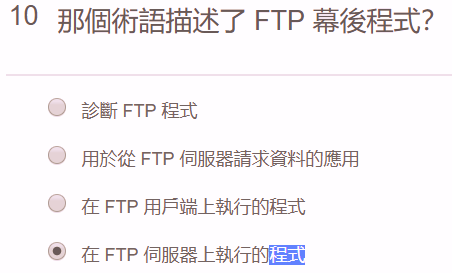 10 那個術語描述了 FTP 幕後程式?
診斷 FTP 程式
用於從 FTP 伺服器請求資料的應用
在 FTP 用戶端上執行的程式
在 FTP 伺服器上執行的程式